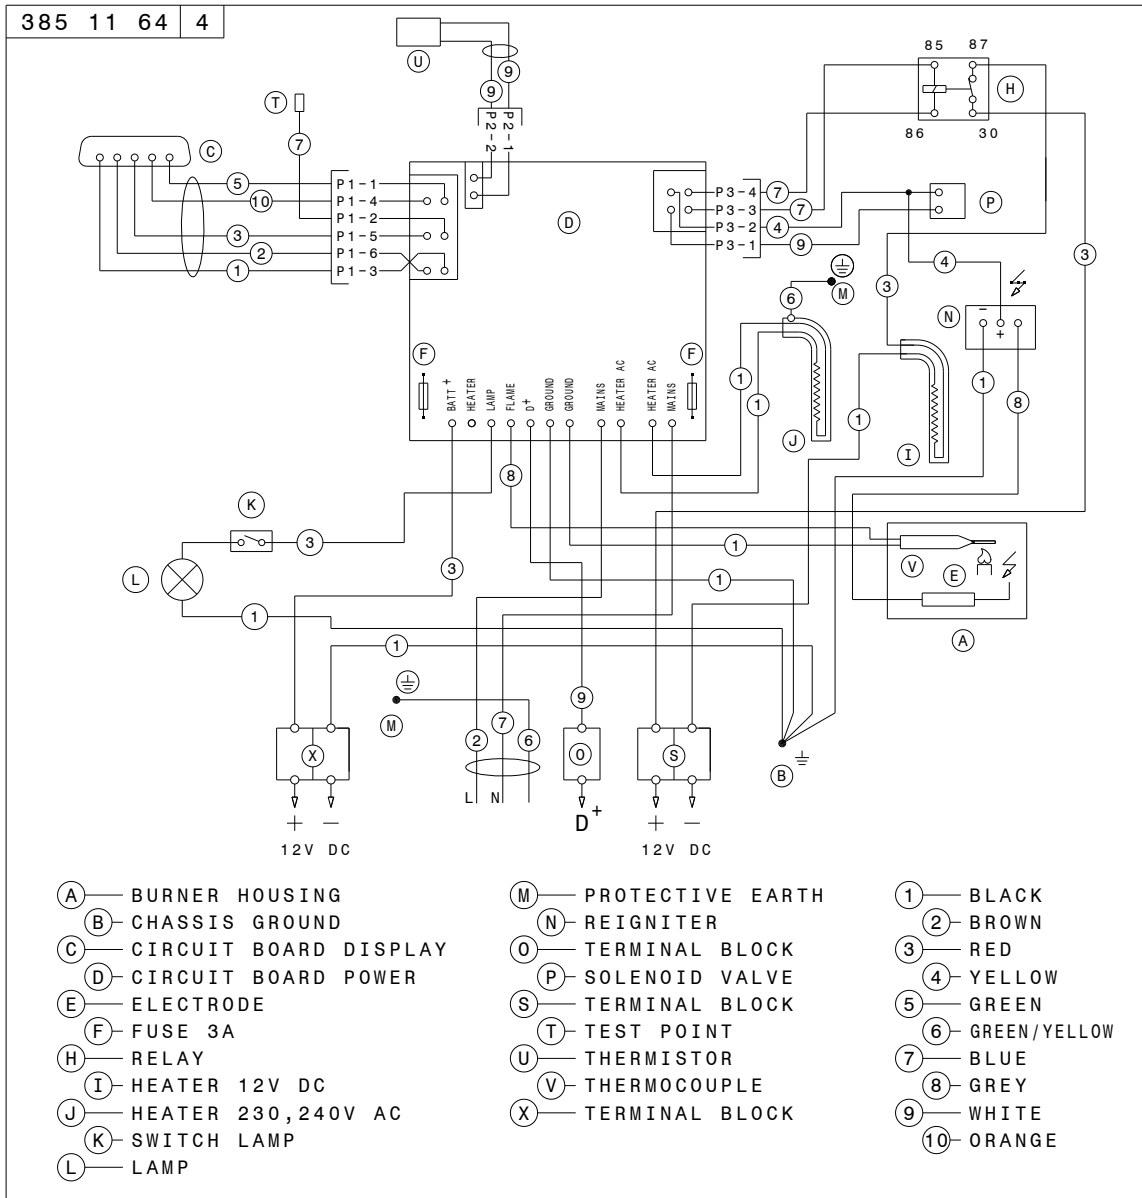 385 11 64 4
U
9
9
P2-2
P2-1
85 87
H
86 30
T
7
C
5
10
3
2
1
P1-1
P1-4
P1-2
P1-5
P1-6
P1-3
D
P3-4
P3-3
P3-2
P3-1
7
7
4
9
P
3
3
4
6
M
N
-
+
F
F
BATT+
HEATER
LAMP
FLAME
D+
GROUND
GROUND
MAINS
HEATER AC
HEATER AC
MAINS
1
1
1
1
8
J
I
8
K
3
L
3
1
1
1
1
V
E
A
M
2
7
6
9
L N
X
O
S
B
+ -
12V DC
D+
+ -
12V DC
A BURNER HOUSING
B CHASSIS GROUND
C CIRCUIT BOARD DISPLAY
D CIRCUIT BOARD POWER
E ELECTRODE
F FUSE 3A
H RELAY
I HEATER 12V DC
J HEATER 230,240V AC
K SWITCH LAMP
L LAMP
M PROTECTIVE EARTH
N REIGNITER
O TERMINAL BLOCK
P SOLENOID VALVE
S TERMINAL BLOCK
T TEST POINT
U THERMISTOR
V THERMOCOUPLE
X TERMINAL BLOCK
1 BLACK
2 BROWN
3 RED
4 YELLOW
5 GREEN
6 GREEN/YELLOW
7 BLUE
8 GREY
9 WHITE
10 ORANGE